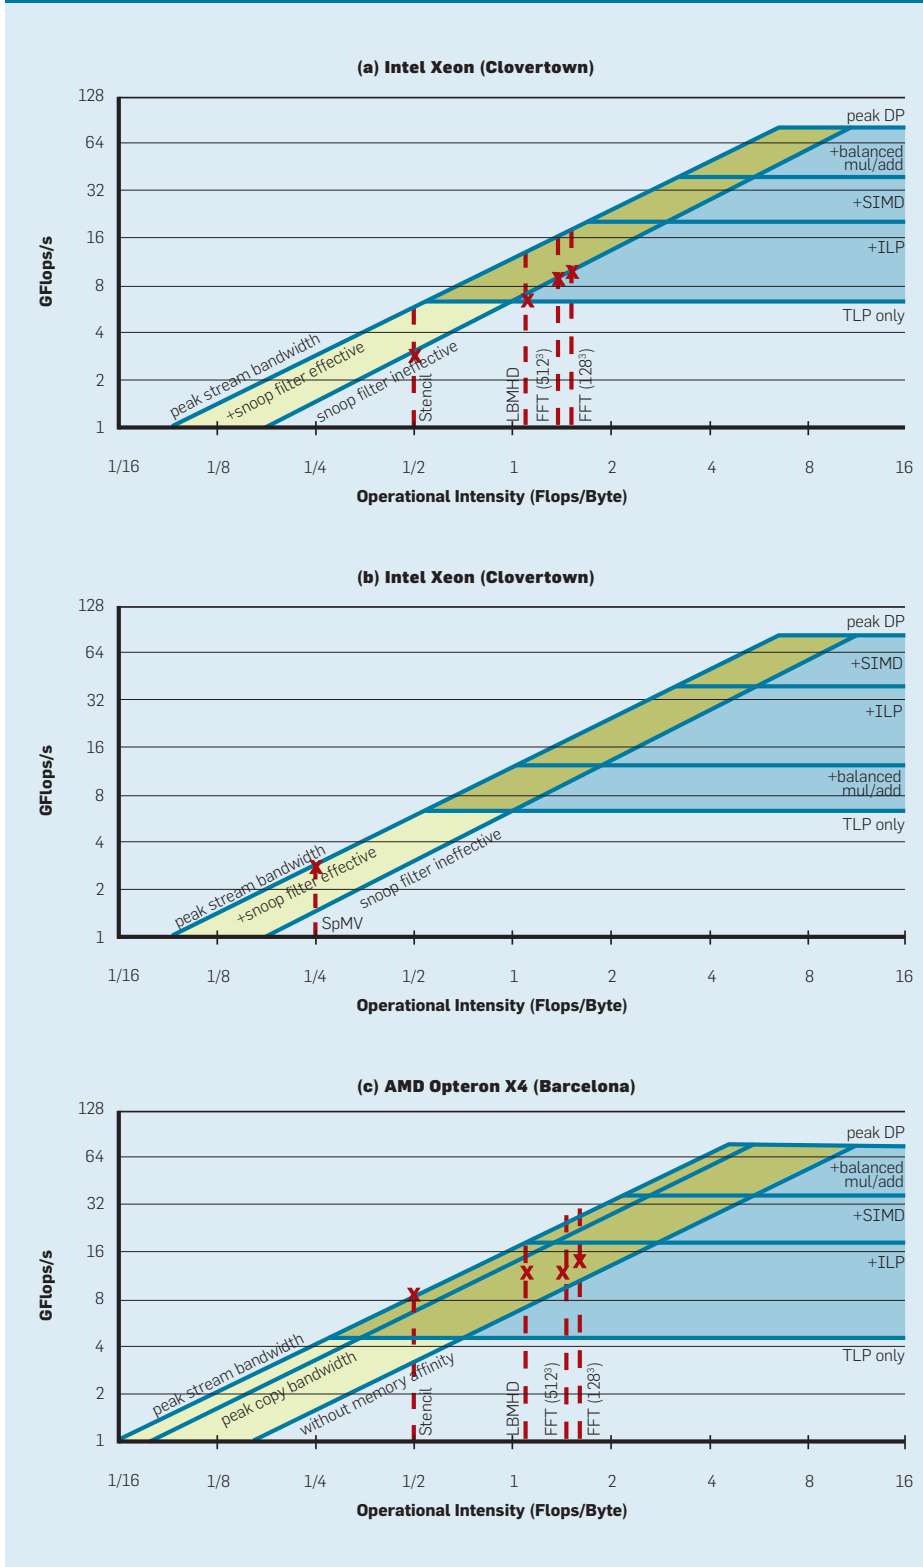 (a) Intel Xeon (Clovertown)
128
64
32
16
8
4
2
1
GFlops/s
peak DP
+balanced
mul/add
+SIMD
+ILP
TLP only
peak stream bandwidth
+snoop filter effective
snoop filter ineffective
Stencil
LBMHD
FFT (512³)
FFT (128³)
1/16
1/8
1/4
1/2
1
2
4
8
16
Operational Intensity (Flops/Byte)
(b) Intel Xeon (Clovertown)
128
64
32
16
8
4
2
1
GFlops/s
peak DP
+SIMD
+ILP
+balanced
mul/add
TLP only
peak stream bandwidth
+snoop filter effective
snoop filter ineffective
SpMV
1/16
1/8
1/4
1/2
1
2
4
8
16
Operational Intensity (Flops/Byte)
(c) AMD Opteron X4 (Barcelona)
128
64
32
16
8
4
2
1
GFlops/s
peak DP
+balanced
mul/add
+SIMD
+ILP
TLP only
peak stream bandwidth
peak copy bandwidth
without memory affinity
Stencil
LBMHD
FFT (512³)
FFT (128³)
1/16
1/8
1/4
1/2
1
2
4
8
16
Operational Intensity (Flops/Byte)